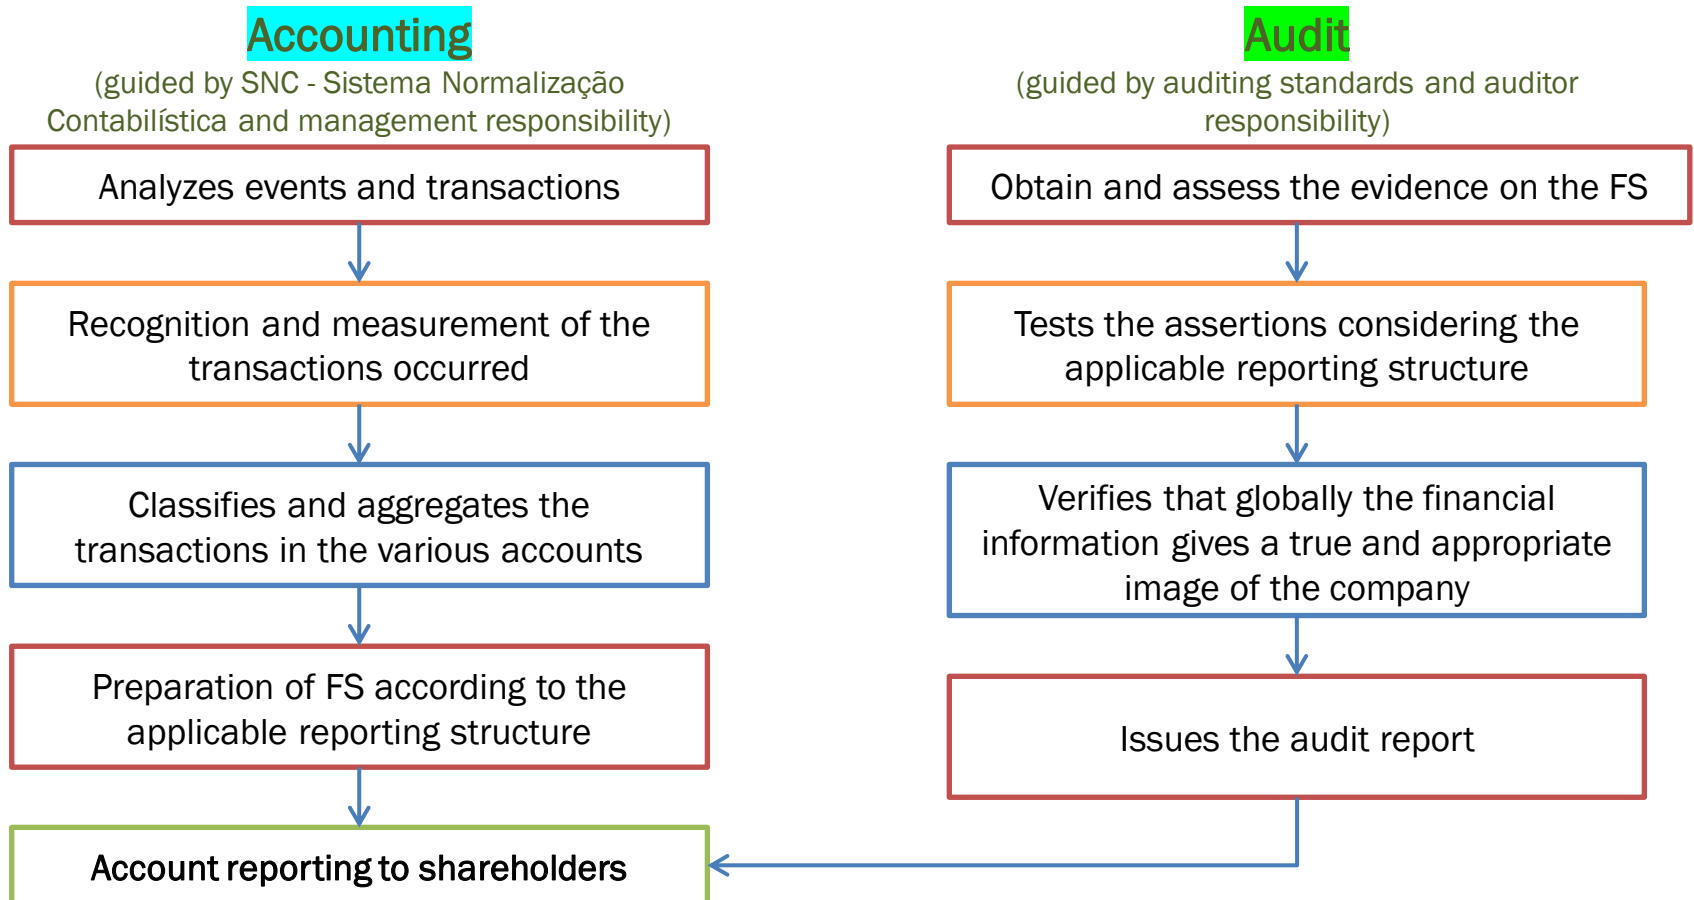 Accounting
(guided by SNC - Sistema Normalização
Contabilística and management responsibility)
Analyzes events and transactions
Recognition and measurement of the
transactions occurred
Classifies and aggregates the
transactions in the various accounts
Preparation of FS according to the
applicable reporting structure
Account reporting to shareholders
Audit
(guided by auditing standards and auditor
responsibility)
Obtain and assess the evidence on the FS
Tests the assertions considering the
applicable reporting structure
Verifies that globally the financial
information gives a true and appropriate
image of the company
Issues the audit report